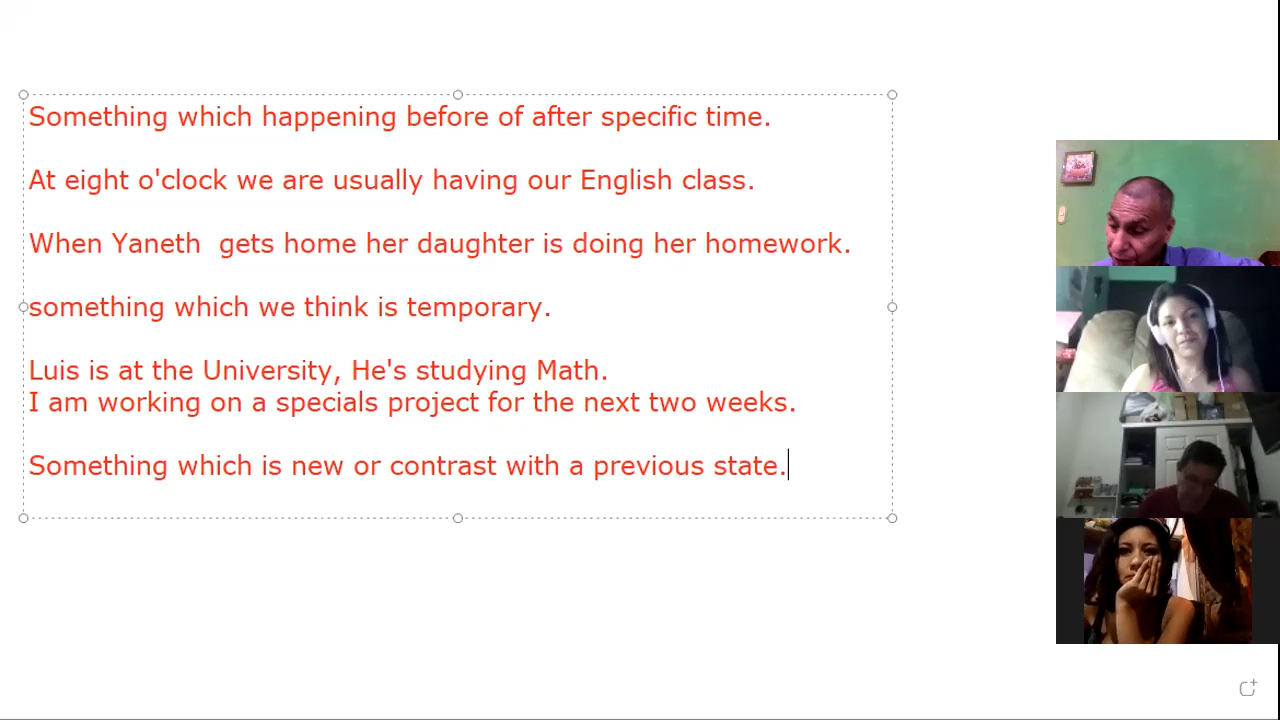 Something which happening before of after specific time.
At eight o'clock we are usually having our English class.
When Yaneth  gets home her daughter is doing her homework.
something which we think is temporary.
Luis is at the University, He's studying Math.
I am working on a specials project for the next two weeks.
Something which is new or contrast with a previous state.